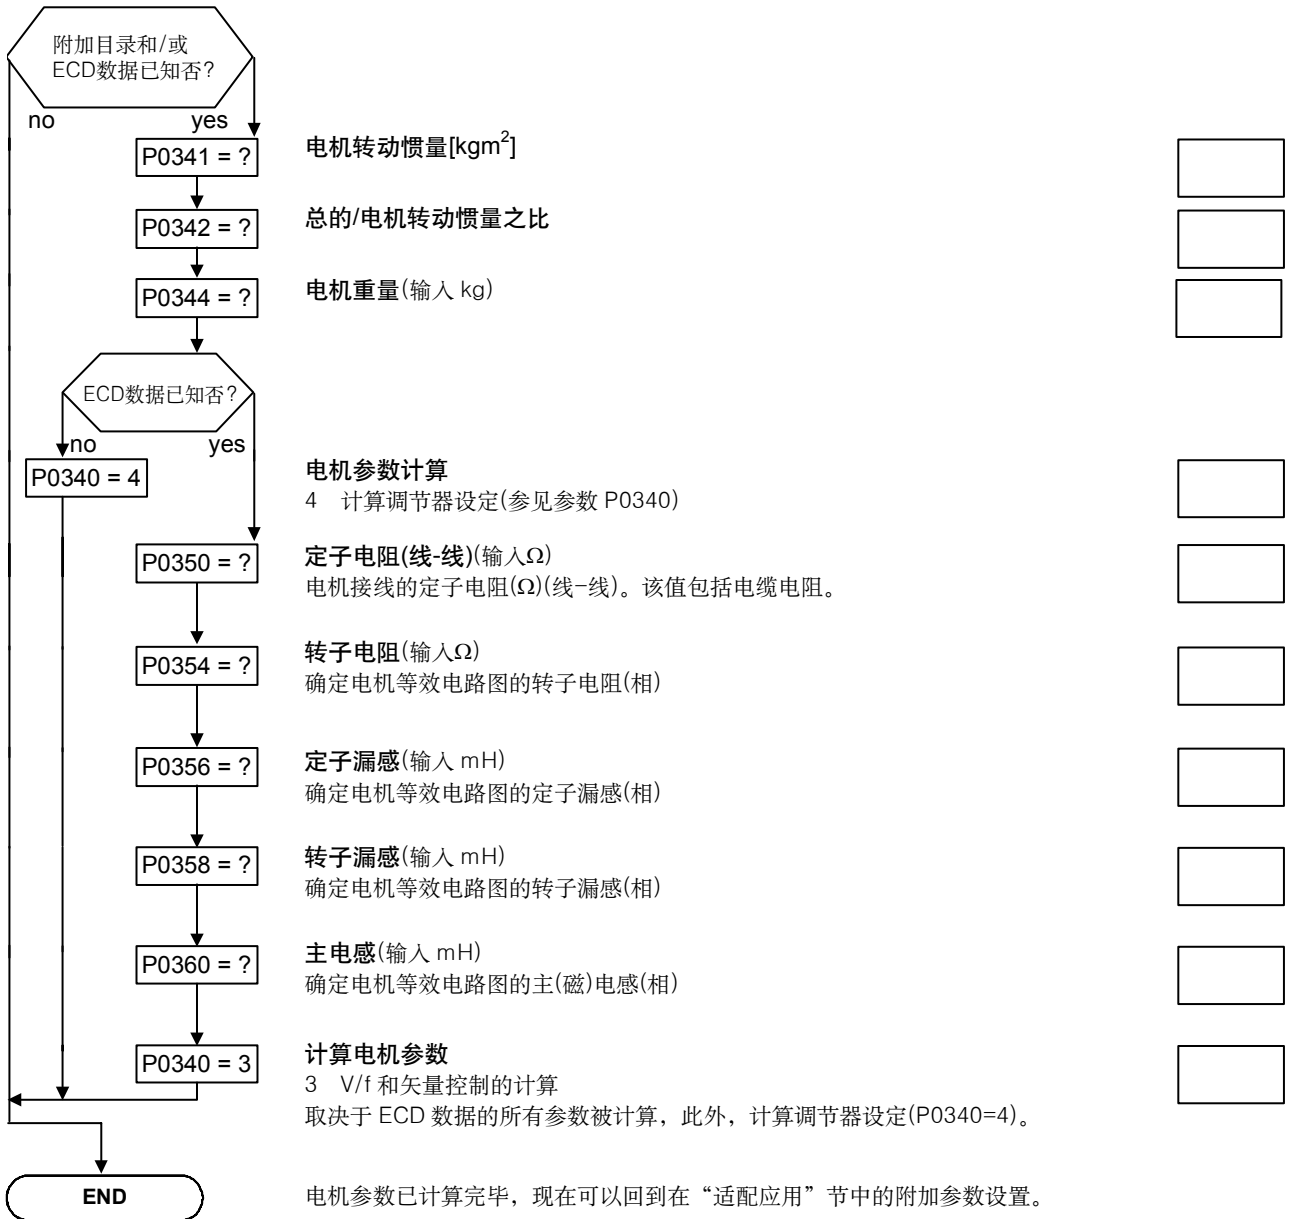 附加目录和/或
ECD数据已知否?
no
yes
P0341 = ?
电机转动惯量[kgm²]
P0342 = ?
总的/电机转动惯量之比
P0344 = ?
电机重量(输入 kg)
ECD数据已知否?
no
yes
P0340 = 4
电机参数计算
4 计算调节器设定(参见参数 P0340)
P0350 = ?
定子电阻(线-线)(输入Ω)
电机接线的定子电阻(Ω)(线-线)。该值包括电缆电阻。
P0354 = ?
转子电阻(输入Ω)
确定电机等效电路图的转子电阻(相)
P0356 = ?
定子漏感(输入 mH)
确定电机等效电路图的定子漏感(相)
P0358 = ?
转子漏感(输入 mH)
确定电机等效电路图的转子漏感(相)
P0360 = ?
主电感(输入 mH)
确定电机等效电路图的主(磁)电感(相)
P0340 = 3
计算电机参数
3 V/f 和矢量控制的计算
取决于 ECD 数据的所有参数被计算，此外，计算调节器设定(P0340=4)。
END
电机参数已计算完毕，现在可以回到在“适配应用”节中的附加参数设置。